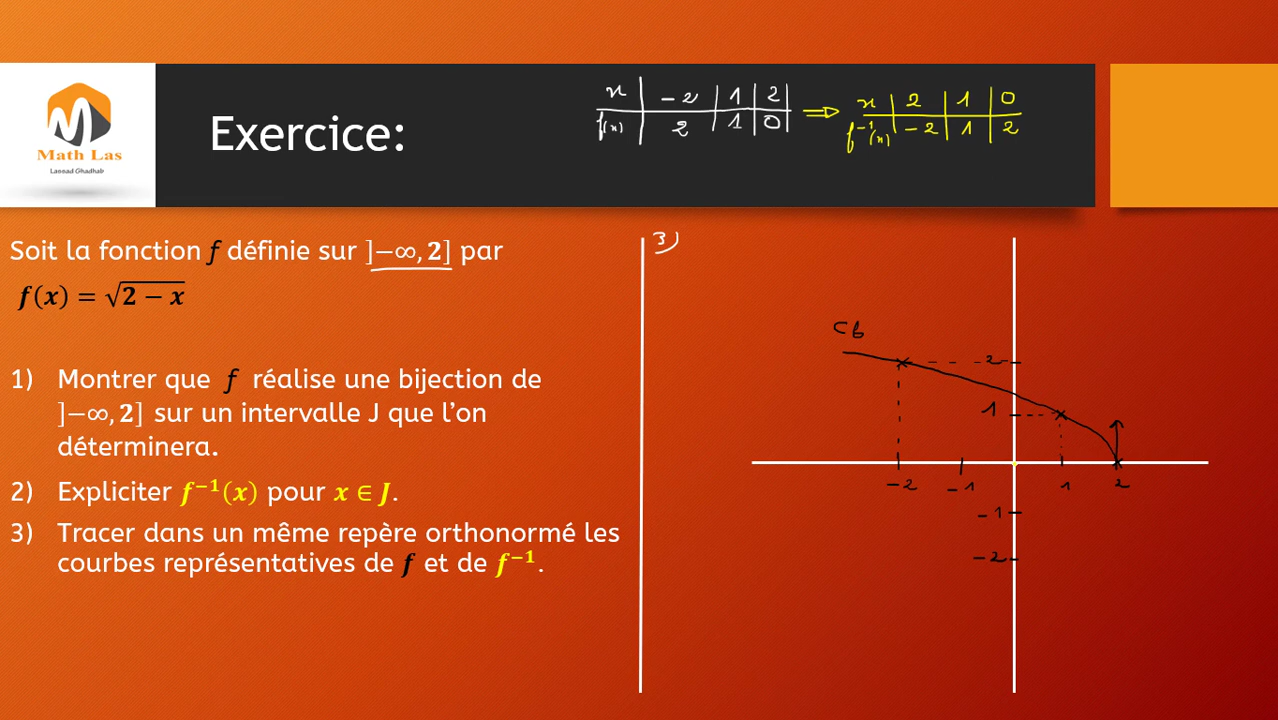 Math Las
Lassad Ghadhab
Exercice:
x | -2 | 1 | 2
f(x) | 2 | 1 | 0
⇒
x | 2 | 1 | 0
f⁻¹(x) | -2 | 1 | 2
Soit la fonction f définie sur ]−∞, 2] par
f(x) = √(2 − x)
1) Montrer que f réalise une bijection de
]−∞, 2] sur un intervalle J que l'on
déterminera.
2) Expliciter f⁻¹(x) pour x ∈ J.
3) Tracer dans un même repère orthonormé les
courbes représentatives de f et de f⁻¹.
3)
Cf
2
1
-2 -1 1 2
-1
-2